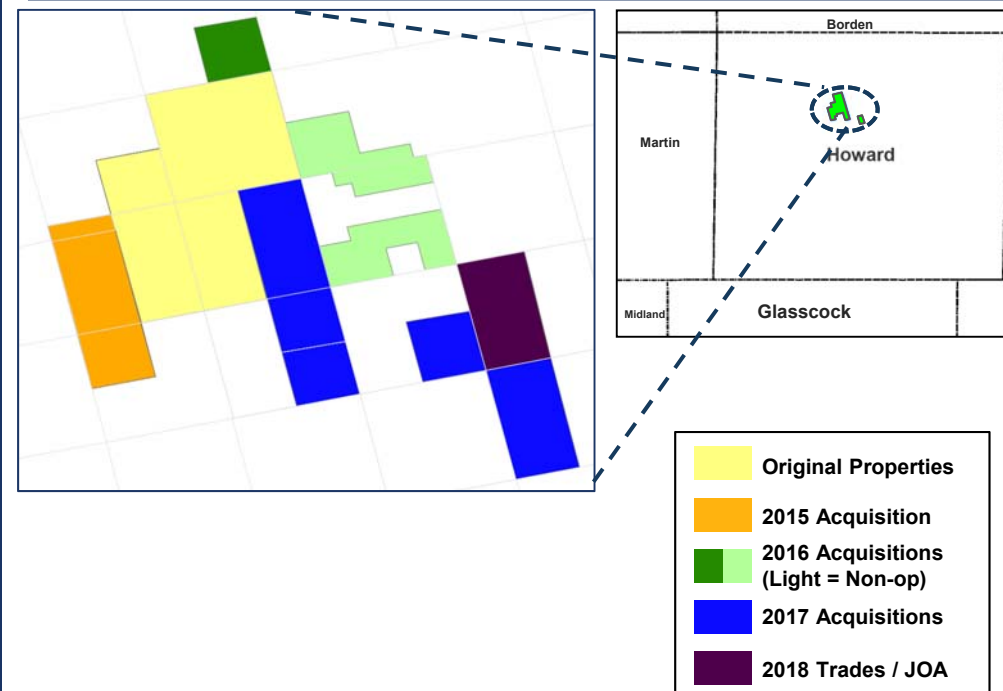 Borden
Martin
Howard
Midland
Glasscock
Original Properties
2015 Acquisition
2016 Acquisitions
(Light = Non-op)
2017 Acquisitions
2018 Trades / JOA